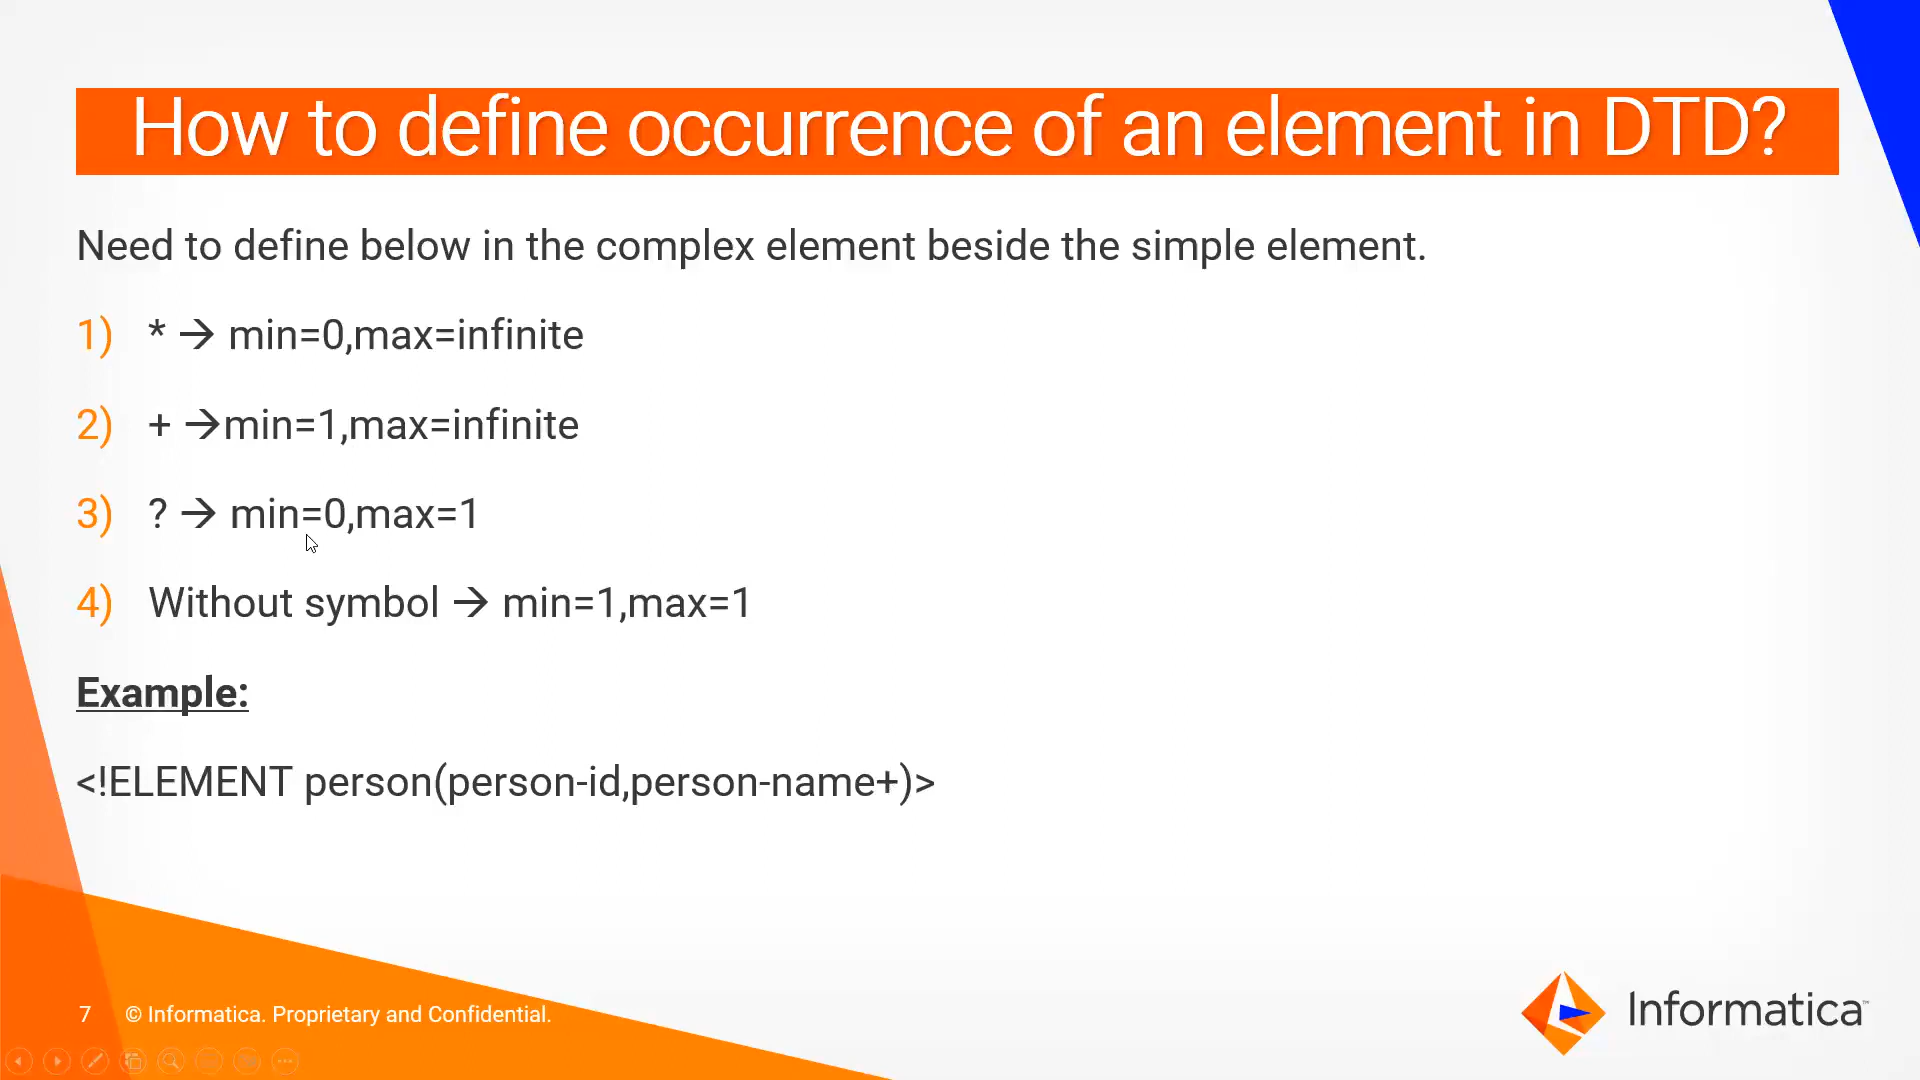 How to define occurrence of an element in DTD?
Need to define below in the complex element beside the simple element.
1) * → min=0,max=infinite
2) + →min=1,max=infinite
3) ? → min=0,max=1
4) Without symbol → min=1,max=1
Example:
<!ELEMENT person(person-id,person-name+)>
7 © Informatica. Proprietary and Confidential.
Informatica™